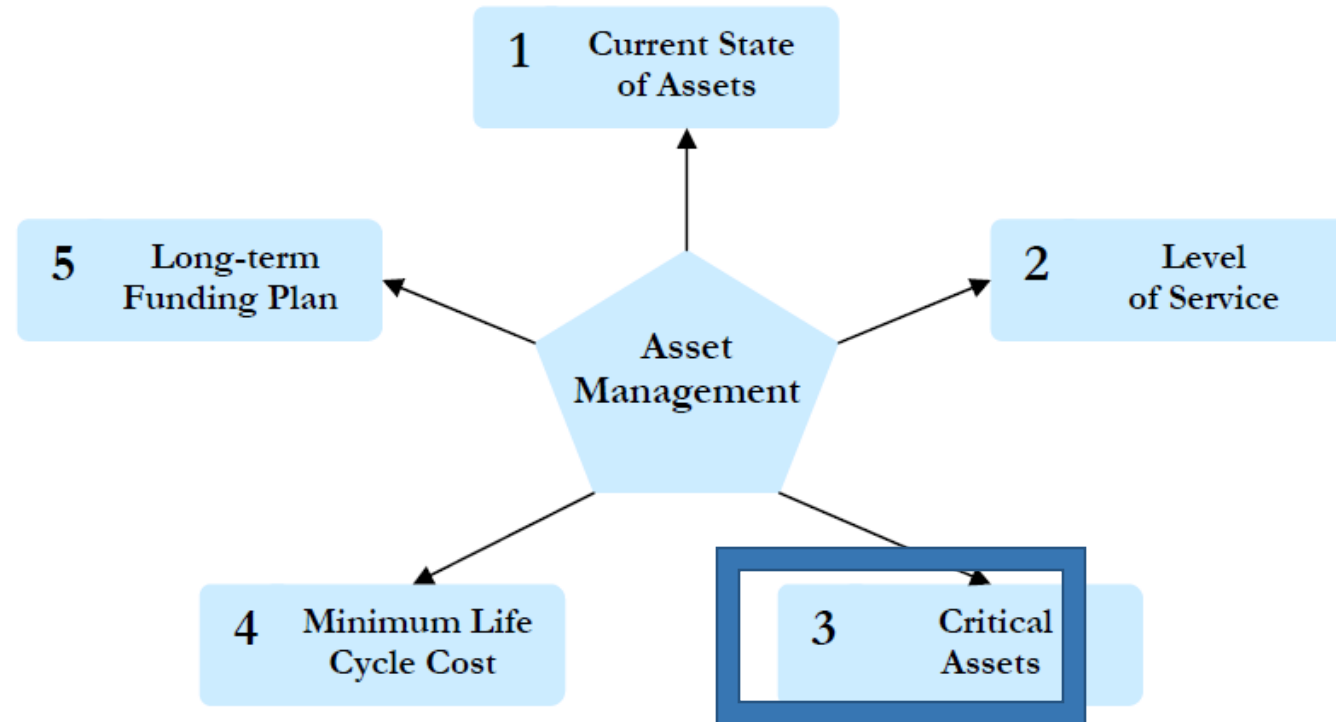 1 Current State
of Assets
5 Long-term
Funding Plan
2 Level
of Service
Asset
Management
4 Minimum Life
Cycle Cost
3 Critical
Assets